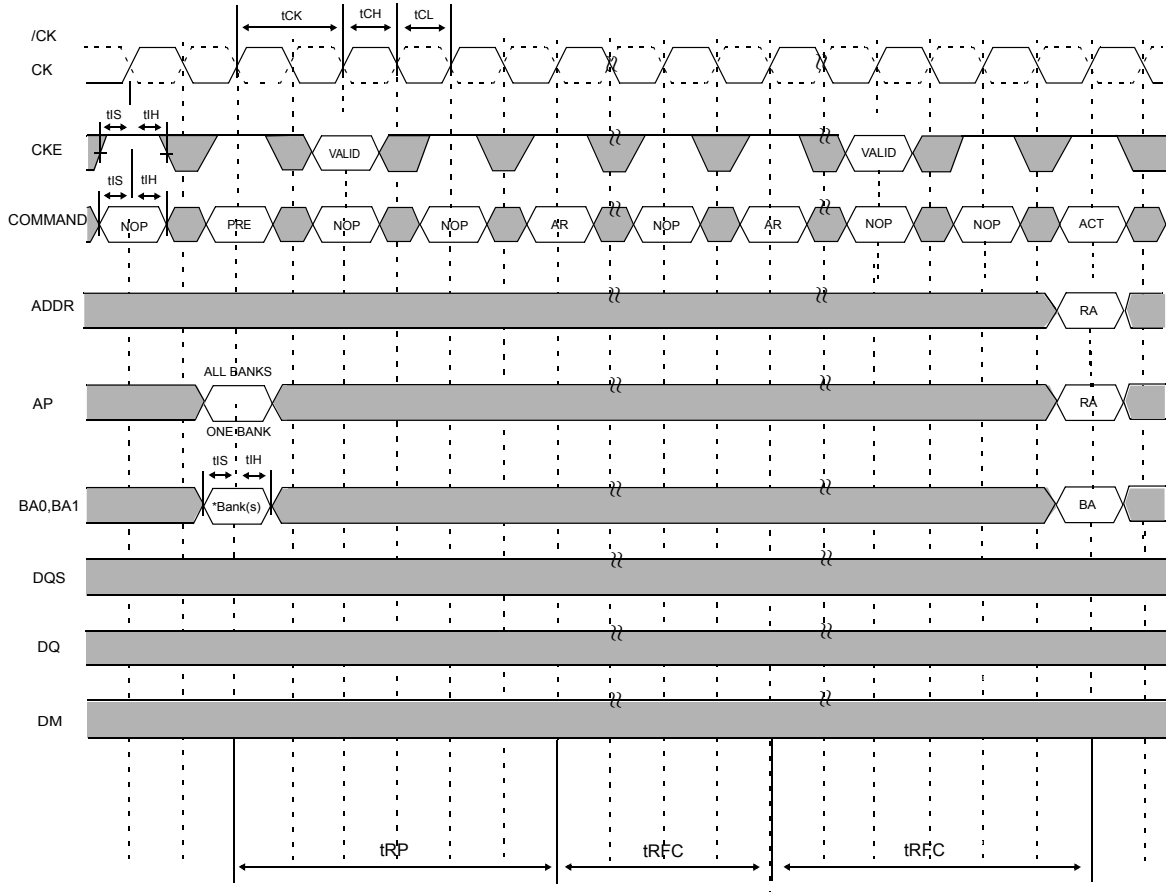 tCK tCH tCL
/CK
CK
tIS tIH
CKE VALID VALID
tIS tIH
COMMAND NOP PRE NOP NOP AR NOP AR NOP NOP ACT
ADDR RA
ALL BANKS
AP RA
ONE BANK
tIS tIH
BA0,BA1 *Bank(s) BA
DQS
DQ
DM
tRP tRFC tRFC